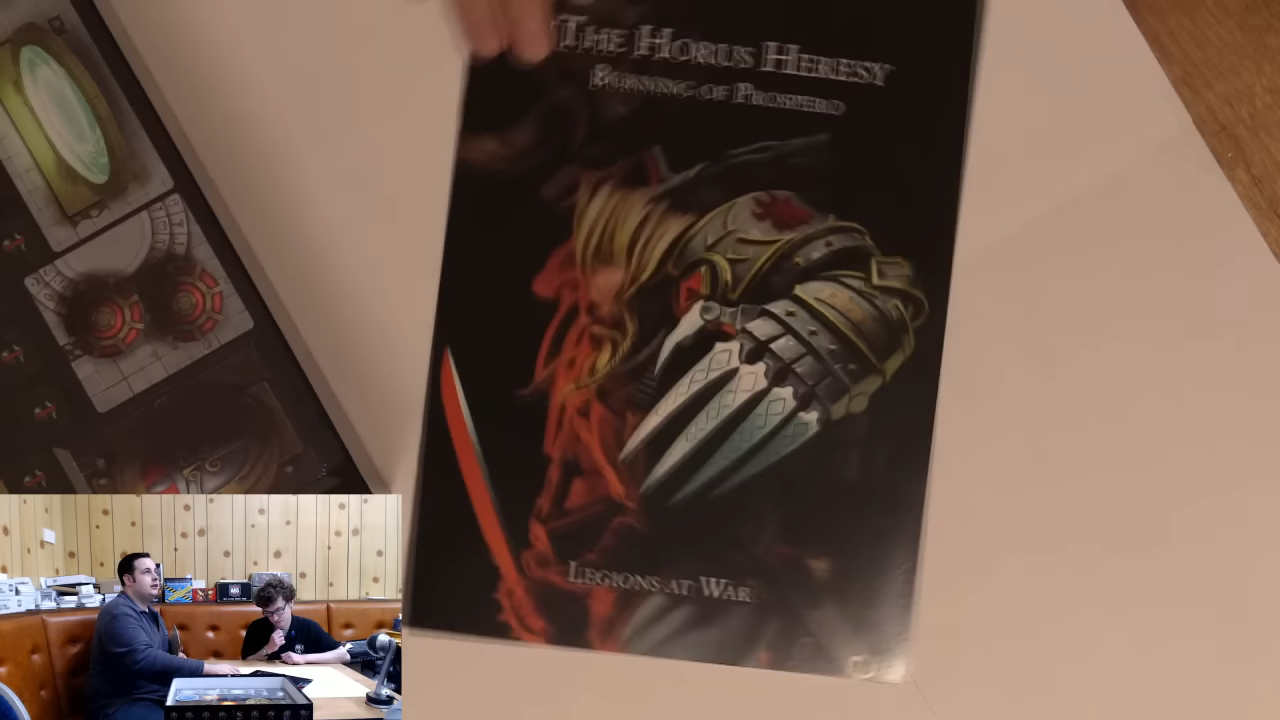 The Horus Heresy
Burning of Prospero
Legions at War